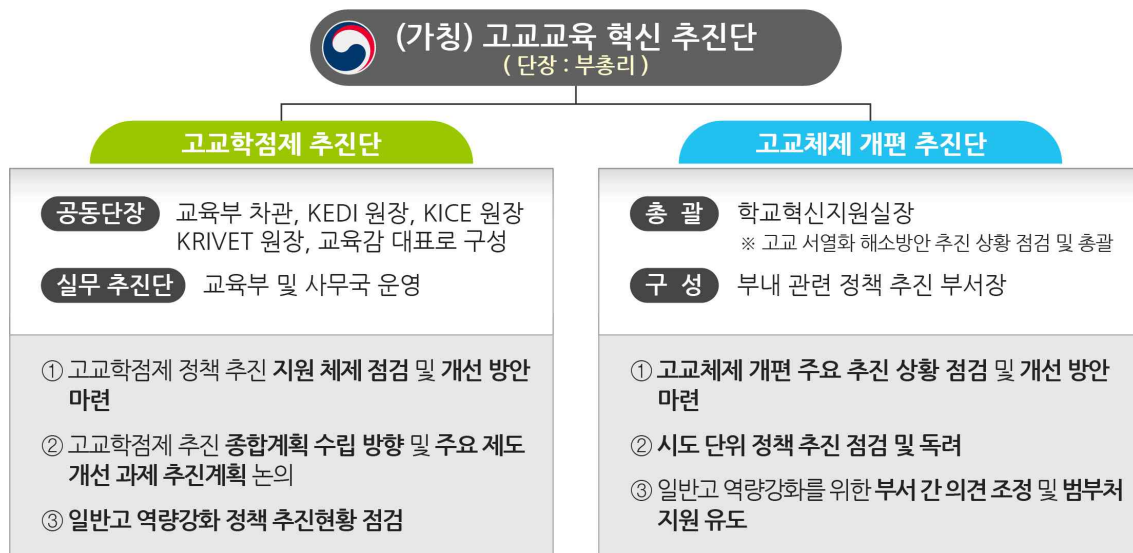 (가칭) 고교교육 혁신 추진단
( 단장 : 부총리 )
고교학점제 추진단
공동단장 교육부 차관, KEDI 원장, KICE 원장
KRIVET 원장, 교육감 대표로 구성
실무 추진단 교육부 및 사무국 운영
① 고교학점제 정책 추진 지원 체제 점검 및 개선 방안
마련
② 고교학점제 추진 종합계획 수립 방향 및 주요 제도
개선 과제 추진계획 논의
③ 일반고 역량강화 정책 추진현황 점검
고교체제 개편 추진단
총 괄 학교혁신지원실장
※ 고교 서열화 해소방안 추진 상황 점검 및 총괄
구 성 부내 관련 정책 추진 부서장
① 고교체제 개편 주요 추진 상황 점검 및 개선 방안
마련
② 시도 단위 정책 추진 점검 및 독려
③ 일반고 역량강화를 위한 부서 간 의견 조정 및 범부처
지원 유도